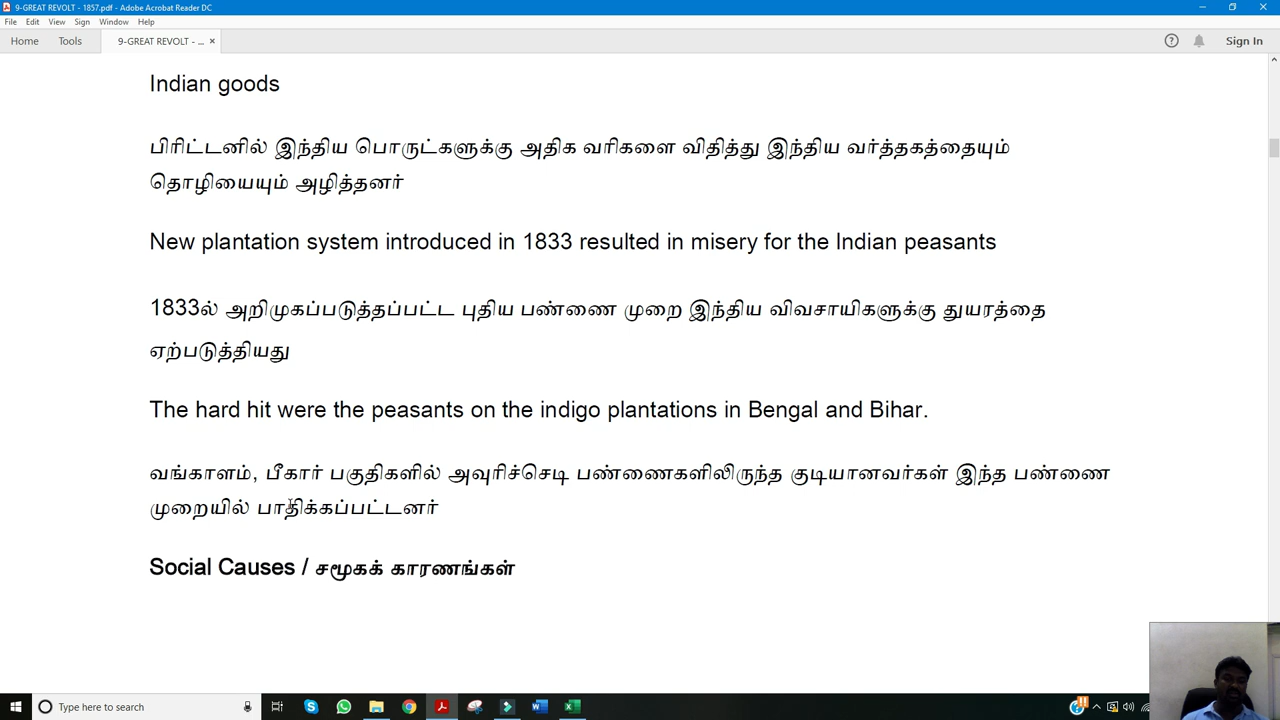 9-GREAT REVOLT - 1857.pdf - Adobe Acrobat Reader DC
File Edit View Sign Window Help
Home Tools 9-GREAT REVOLT - ... × Sign In
Indian goods
பிரிட்டனில் இந்திய பொருட்களுக்கு அதிக வரிகளை விதித்து இந்திய வர்த்தகத்தையும்
தொழியையும் அழித்தனர்
New plantation system introduced in 1833 resulted in misery for the Indian peasants
1833ல் அறிமுகப்படுத்தப்பட்ட புதிய பண்ணை முறை இந்திய விவசாயிகளுக்கு துயரத்தை
ஏற்படுத்தியது
The hard hit were the peasants on the indigo plantations in Bengal and Bihar.
வங்காளம், பீகார் பகுதிகளில் அவுரிச்செடி பண்ணைகளிலிருந்த குடியானவர்கள் இந்த பண்ணை
முறையில் பாதிக்கப்பட்டனர்
Social Causes / சமூகக் காரணங்கள்
Type here to search